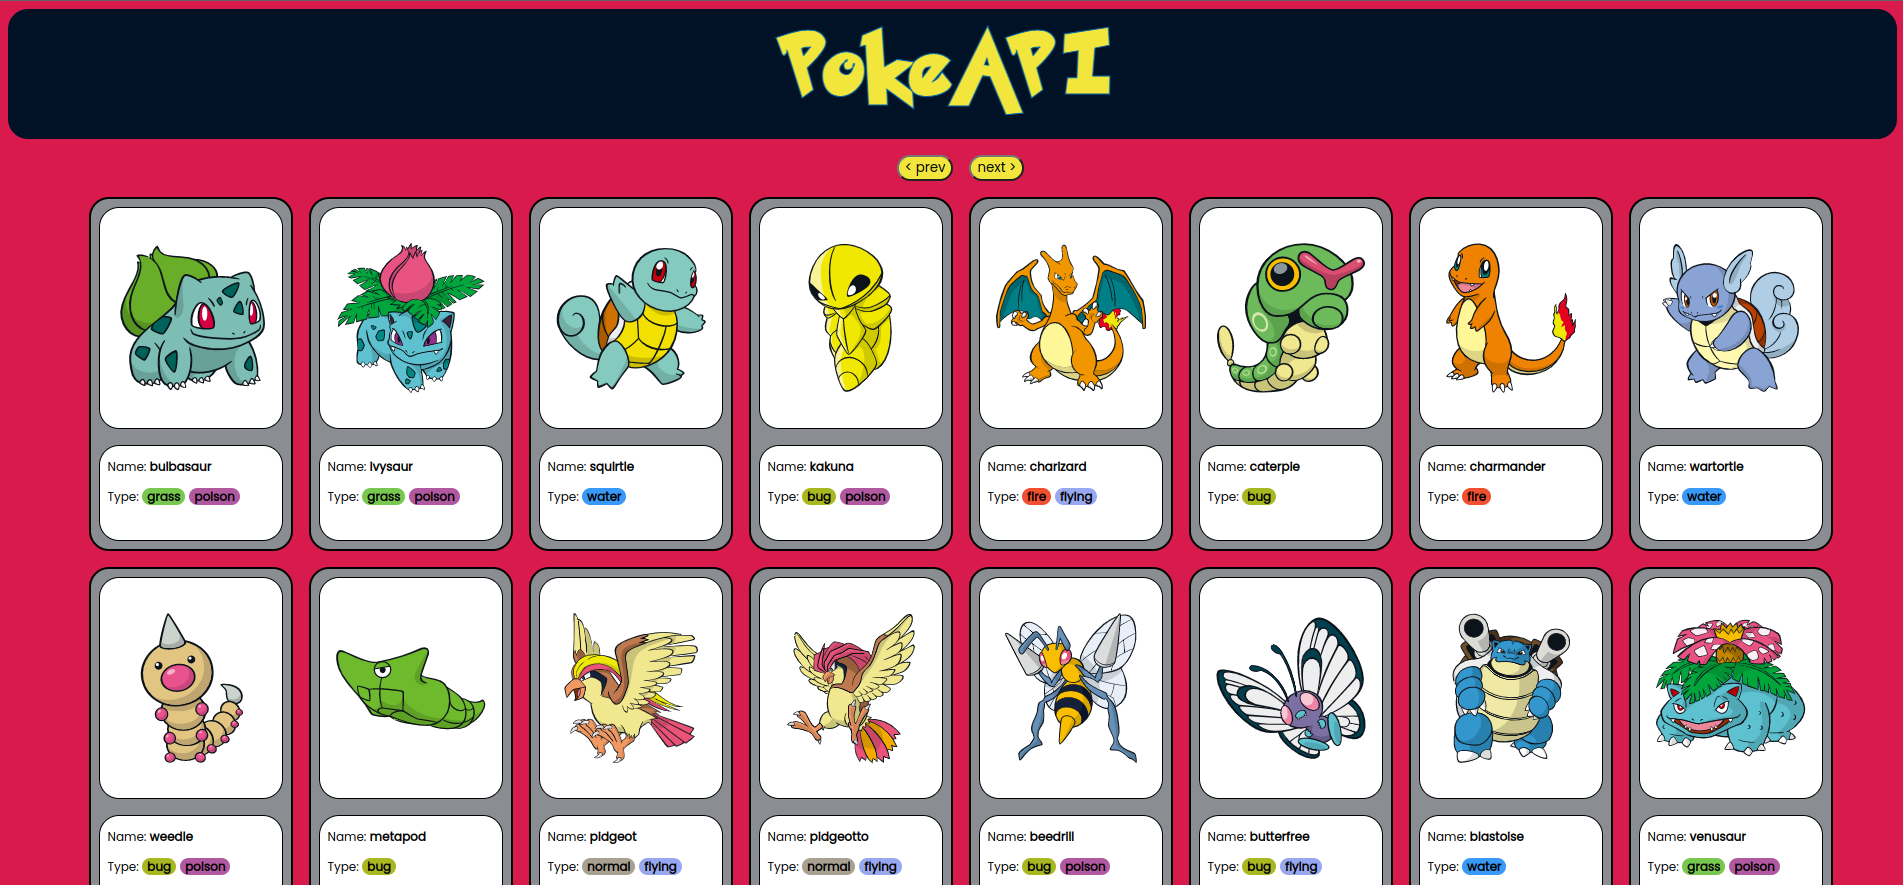 PokeAPI
< prev next >
Name: bulbasaur
Type: grass poison
Name: ivysaur
Type: grass poison
Name: squirtle
Type: water
Name: kakuna
Type: bug poison
Name: charizard
Type: fire flying
Name: caterpie
Type: bug
Name: charmander
Type: fire
Name: wartortle
Type: water
Name: weedle
Type: bug poison
Name: metapod
Type: bug
Name: pidgeot
Type: normal flying
Name: pidgeotto
Type: normal flying
Name: beedrill
Type: bug poison
Name: butterfree
Type: bug flying
Name: blastoise
Type: water
Name: venusaur
Type: grass poison